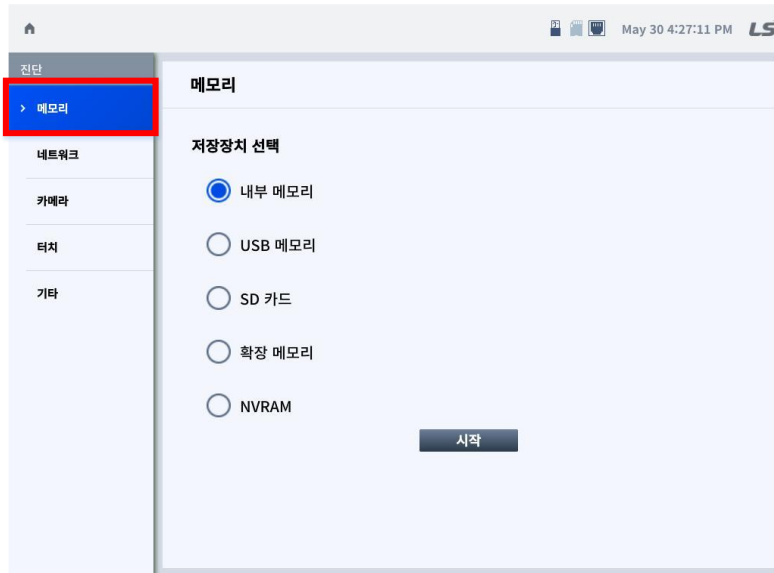 May 30 4:27:11 PM LS
진단
> 메모리
네트워크
카메라
터치
기타
메모리
저장장치 선택
내부 메모리
USB 메모리
SD 카드
확장 메모리
NVRAM
시작